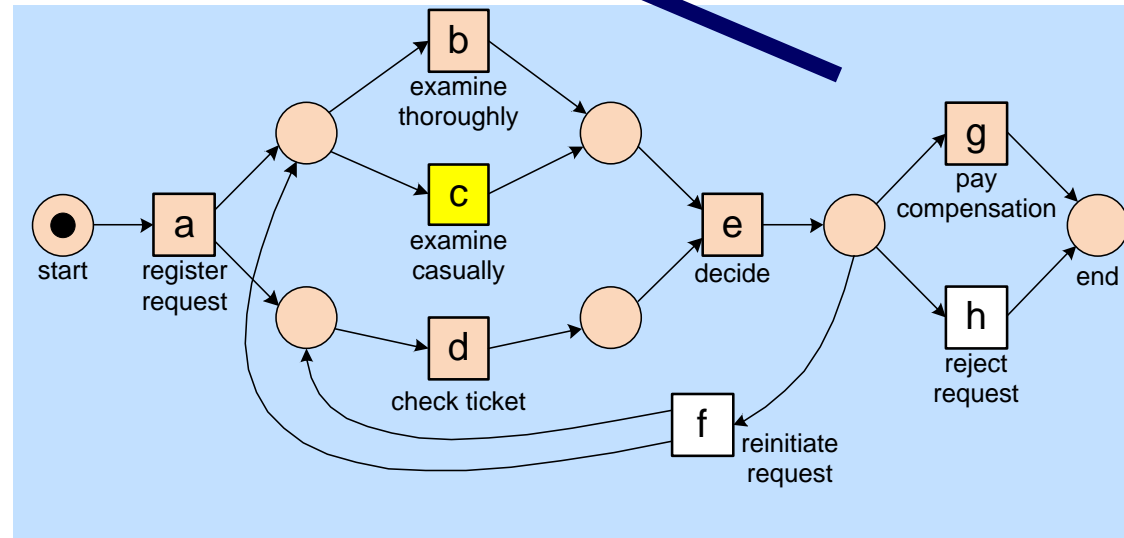 b
examine
thoroughly
c
examine
casually
start
a
register
request
d
check ticket
e
decide
f
reinitiate
request
g
pay
compensation
h
reject
request
end